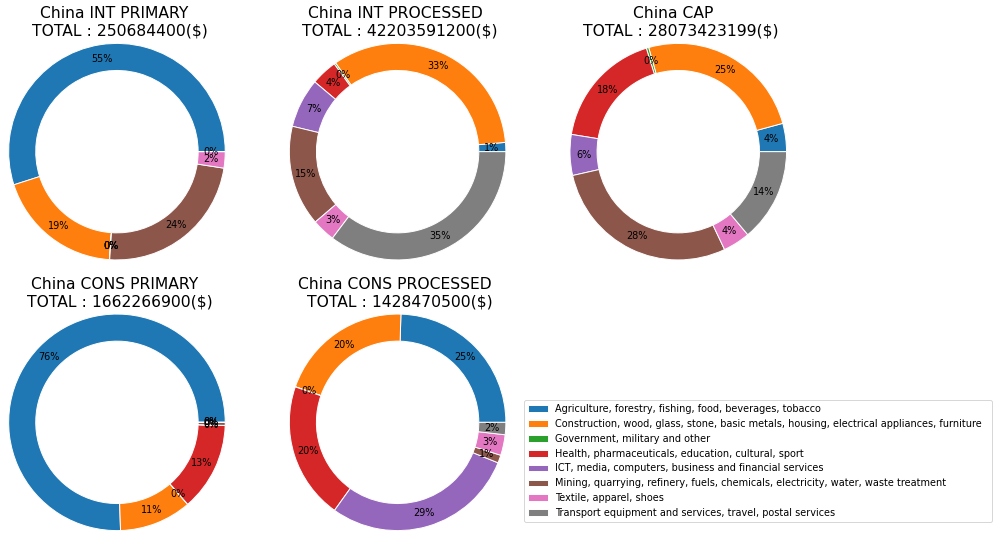 China INT PRIMARY
TOTAL : 250684400($)
55%
0%
2%
24%
0%
0%
19%
China INT PROCESSED
TOTAL : 42203591200($)
33%
0%
4%
7%
1%
15%
3%
35%
China CAP
TOTAL : 28073423199($)
25%
0%
18%
4%
6%
14%
28%
4%
China CONS PRIMARY
TOTAL : 1662266900($)
76%
0%
0%
13%
0%
11%
China CONS PROCESSED
TOTAL : 1428470500($)
20%
25%
0%
20%
2%
3%
1%
29%
Agriculture, forestry, fishing, food, beverages, tobacco
Construction, wood, glass, stone, basic metals, housing, electrical appliances, furniture
Government, military and other
Health, pharmaceuticals, education, cultural, sport
ICT, media, computers, business and financial services
Mining, quarrying, refinery, fuels, chemicals, electricity, water, waste treatment
Textile, apparel, shoes
Transport equipment and services, travel, postal services